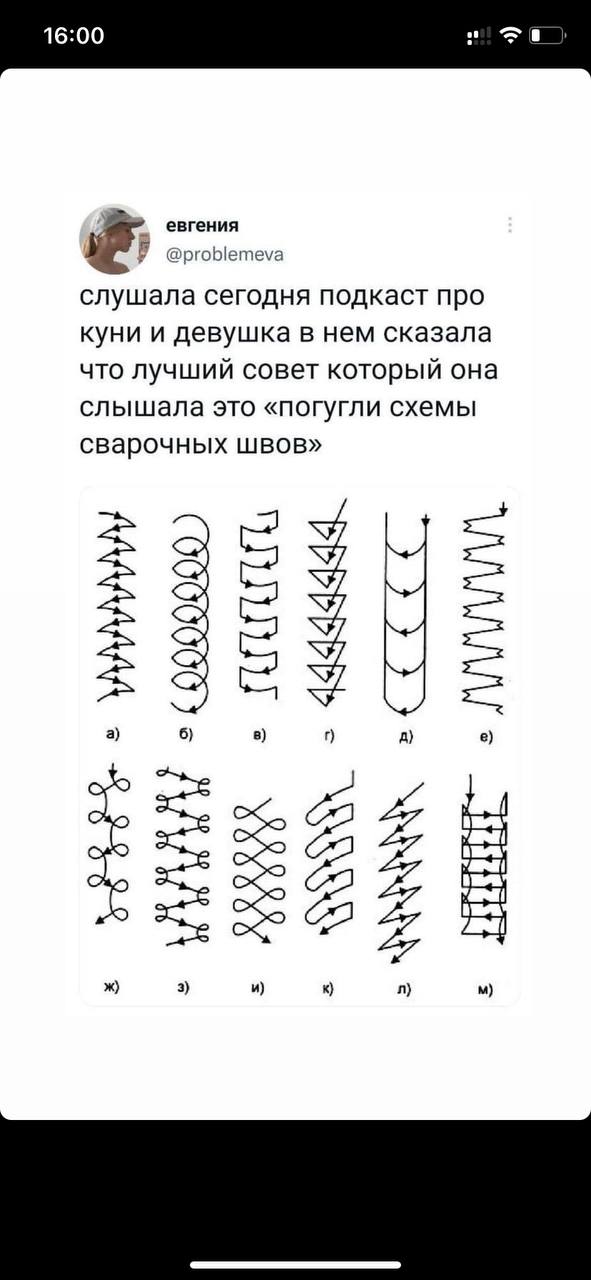 16:00
евгения
@problemeva
слушала сегодня подкаст про
куни и девушка в нем сказала
что лучший совет который она
слышала это «погугли схемы
сварочных швов»
а) б) в) г) д) е)
ж) з) и) к) л) м)